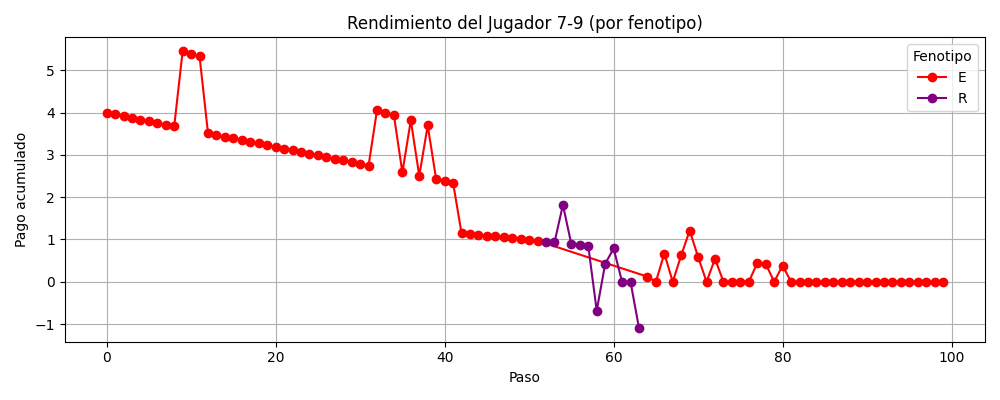 Rendimiento del Jugador 7-9 (por fenotipo)
Pago acumulado
5
4
3
2
1
0
−1
Fenotipo
E
R
0 20 40 60 80 100
Paso